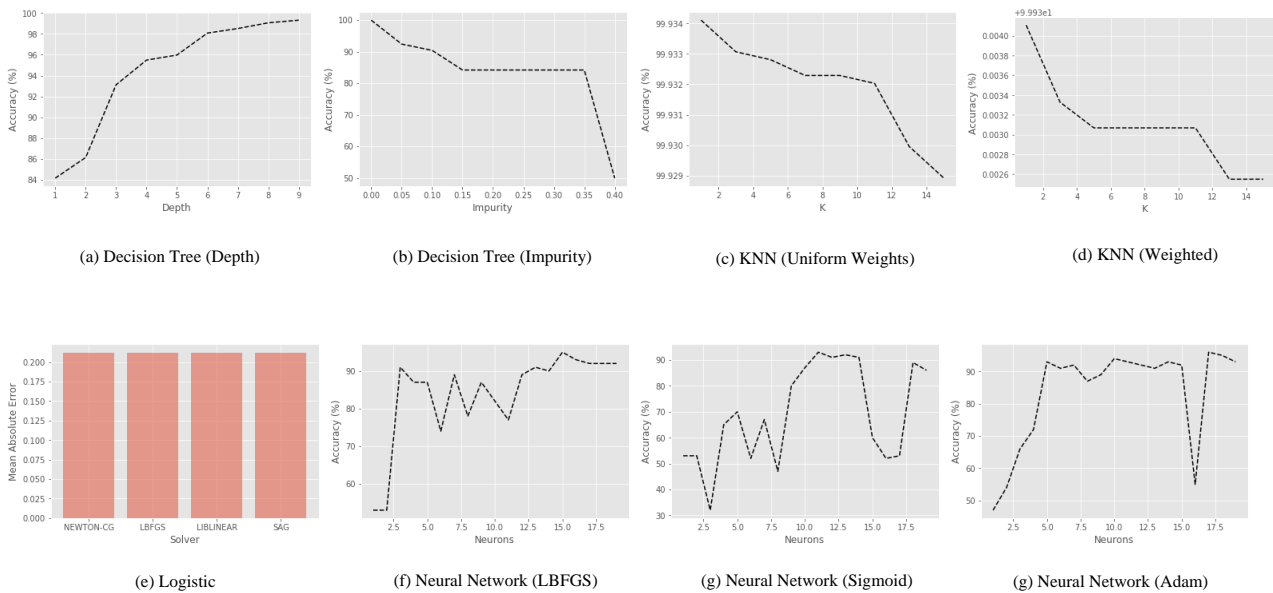 100
98
96
94
92
90
88
86
84
Accuracy (%)
1 2 3 4 5 6 7 8 9
Depth
(a) Decision Tree (Depth)
100
90
80
70
60
50
Accuracy (%)
0.00 0.05 0.10 0.15 0.20 0.25 0.30 0.35 0.40
Impurity
(b) Decision Tree (Impurity)
99.934
99.933
99.932
99.931
99.930
99.929
Accuracy (%)
2 4 6 8 10 12 14
K
(c) KNN (Uniform Weights)
+9.993e1
0.0040
0.0038
0.0036
0.0034
0.0032
0.0030
0.0028
0.0026
Accuracy (%)
2 4 6 8 10 12 14
K
(d) KNN (Weighted)
0.200
0.175
0.150
0.125
0.100
0.075
0.050
0.025
0.000
Mean Absolute Error
NEWTON-CG LBFGS LIBLINEAR SAG
Solver
(e) Logistic
90
80
70
60
Accuracy (%)
2.5 5.0 7.5 10.0 12.5 15.0 17.5
Neurons
(f) Neural Network (LBFGS)
90
80
70
60
50
40
30
Accuracy (%)
2.5 5.0 7.5 10.0 12.5 15.0 17.5
Neurons
(g) Neural Network (Sigmoid)
90
80
70
60
50
Accuracy (%)
2.5 5.0 7.5 10.0 12.5 15.0 17.5
Neurons
(g) Neural Network (Adam)